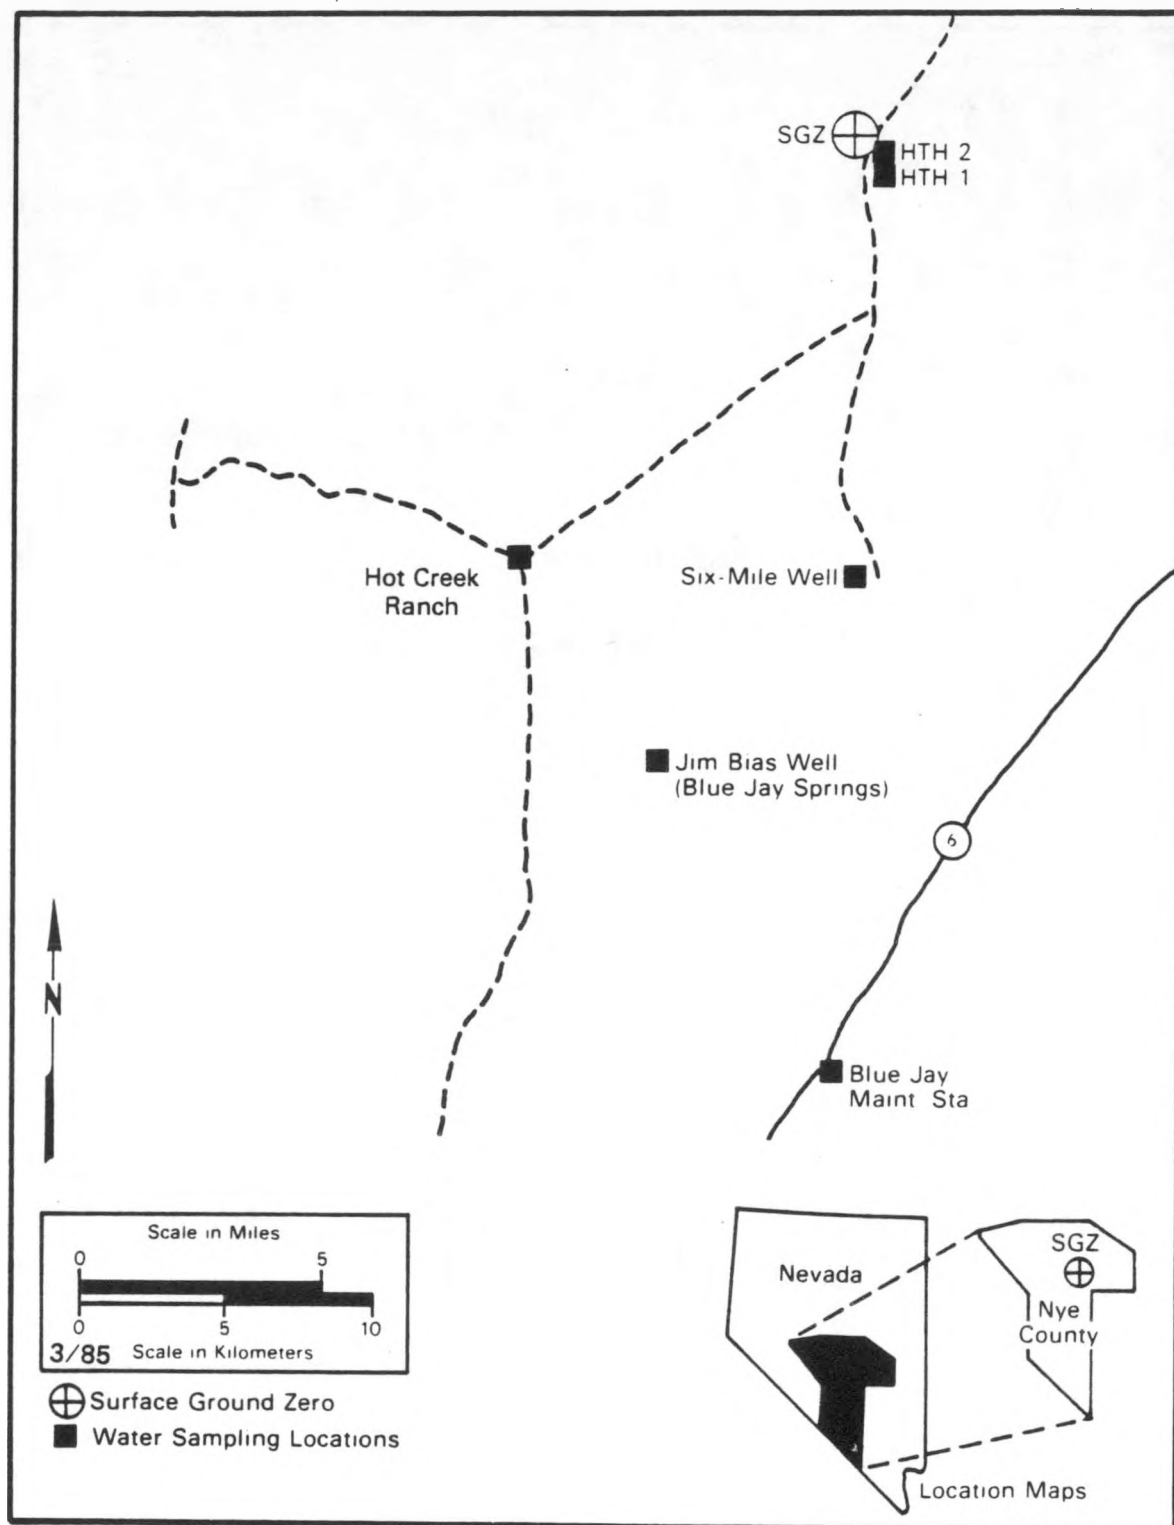 SGZ
HTH 2
HTH 1
Hot Creek
Ranch
Six-Mile Well
Jim Bias Well
(Blue Jay Springs)
6
N
Blue Jay
Maint Sta
Scale in Miles
0 5
0 5 10
3/85 Scale in Kilometers
Surface Ground Zero
Water Sampling Locations
Nevada
SGZ
Nye
County
Location Maps